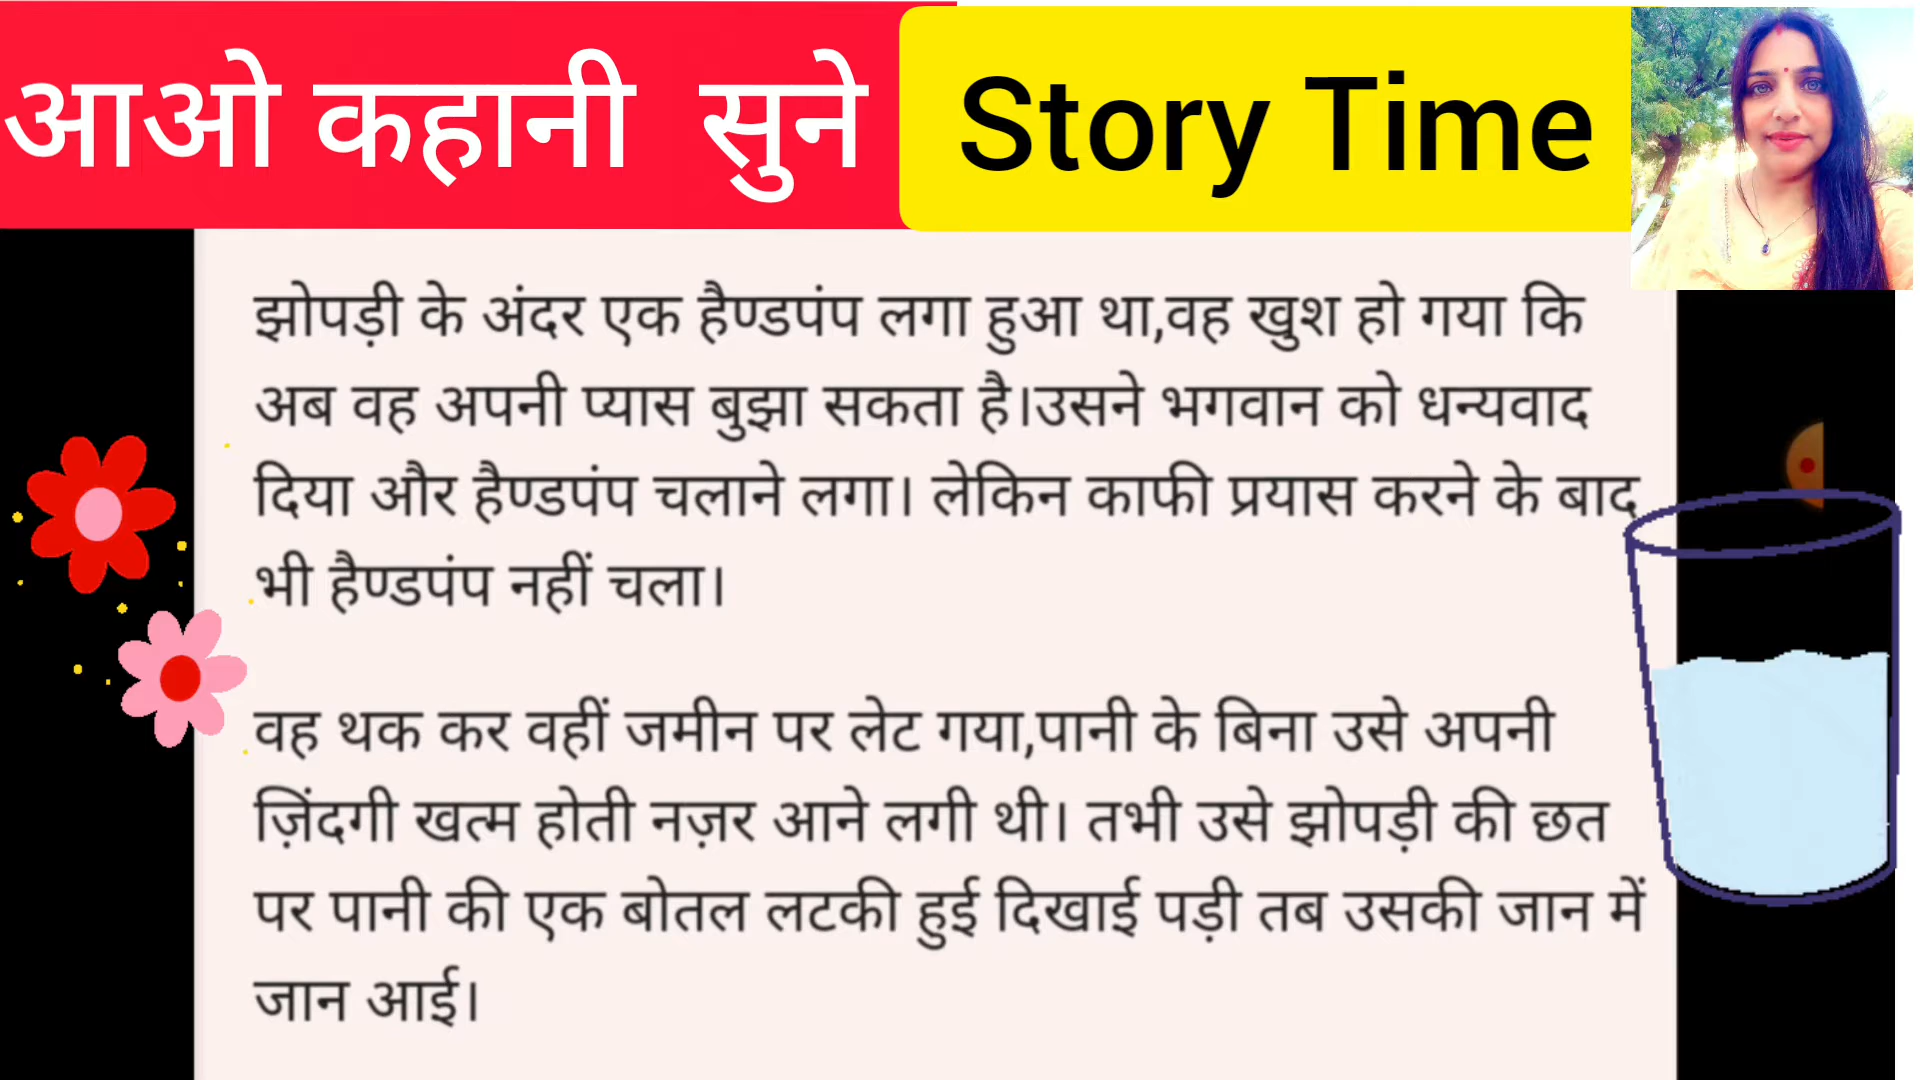 आओ कहानी सुने
Story Time
झोपड़ी के अंदर एक हैण्डपंप लगा हुआ था,वह खुश हो गया कि
अब वह अपनी प्यास बुझा सकता है।उसने भगवान को धन्यवाद
दिया और हैण्डपंप चलाने लगा। लेकिन काफी प्रयास करने के बाद
भी हैण्डपंप नहीं चला।
वह थक कर वहीं जमीन पर लेट गया,पानी के बिना उसे अपनी
ज़िंदगी खत्म होती नज़र आने लगी थी। तभी उसे झोपड़ी की छत
पर पानी की एक बोतल लटकी हुई दिखाई पड़ी तब उसकी जान में
जान आई।